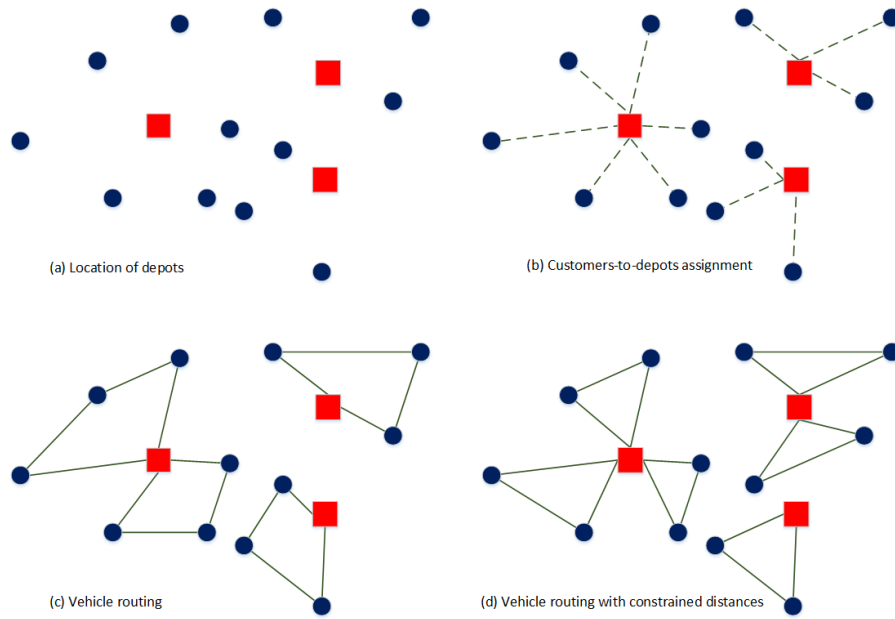 (a) Location of depots
(b) Customers-to-depots assignment
(c) Vehicle routing
(d) Vehicle routing with constrained distances